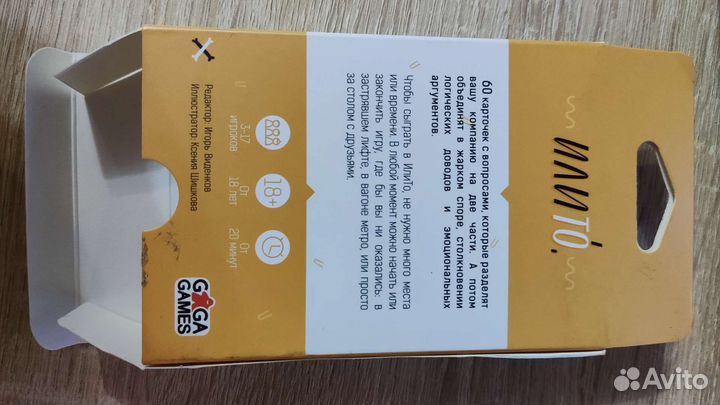 ИЛИТО́.
60 карточек с вопросами, которые разделят
вашу компанию на две части. А потом
объединят в жарком споре, столкновении
логических доводов и эмоциональных
аргументов.
Чтобы сыграть в ИлиТо, не нужно много места
или времени. В любой момент можно начать или
закончить игру, где бы вы ни оказались: в
застрявшем лифте, в вагоне метро, или просто
за столом с друзьями.
3-17
игроков
18+
От
18 лет
От
20 минут
Редактор: Игорь Виденков
Иллюстратор: Ксения Шишкова
GAGA
GAMES
Avito